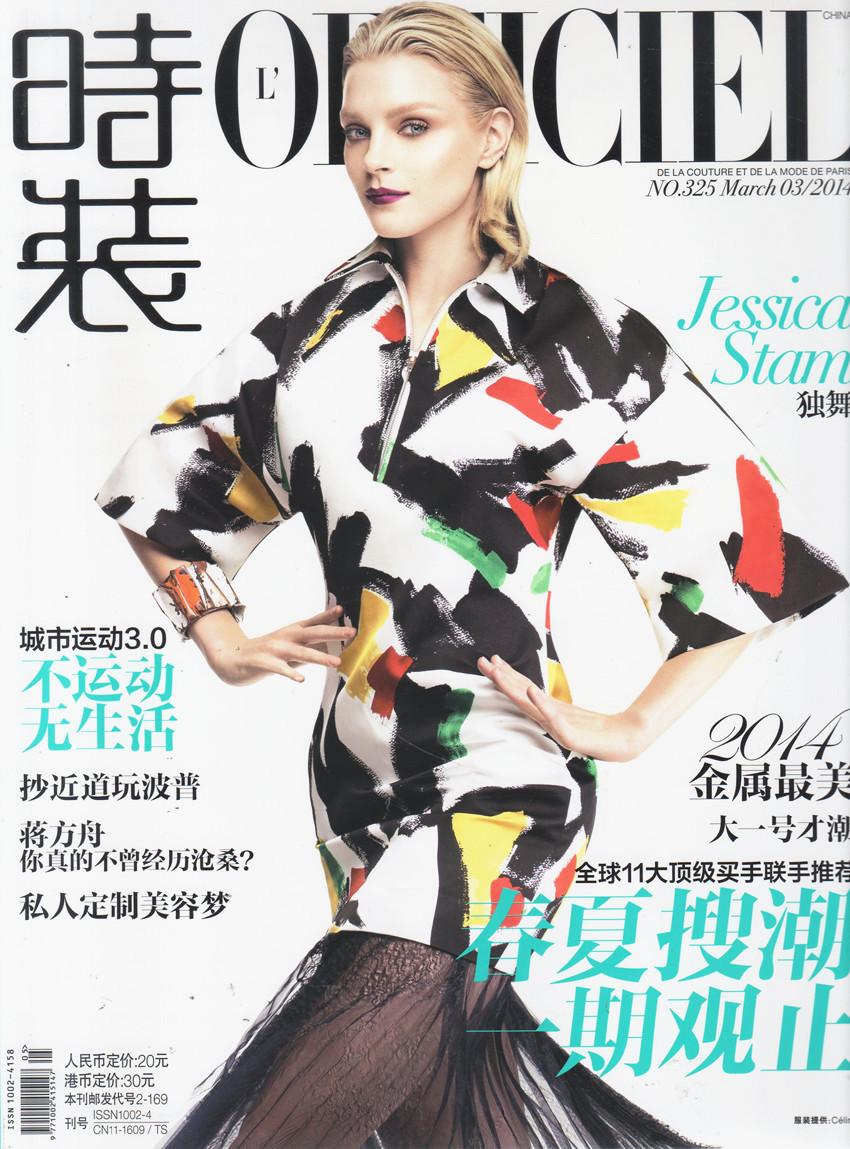 時裝
L'OFFICIEL
CHINA
DE LA COUTURE ET DE LA MODE DE PARIS
NO.325 March 03/2014
Jessica
Stam
独舞
城市运动3.0
不运动
无生活
抄近道玩波普
蒋方舟
你真的不曾经历沧桑?
私人定制美容梦
2014
金属最美
大一号才潮
全球11大顶级买手联手推荐
春夏搜潮
一期观止
ISSN 1002-4158
05>
9 771002 415147
人民币定价:20元
港币定价:30元
本刊邮发代号2-169
刊号 ISSN1002-4
CN11-1609 / TS
服装提供:Célin